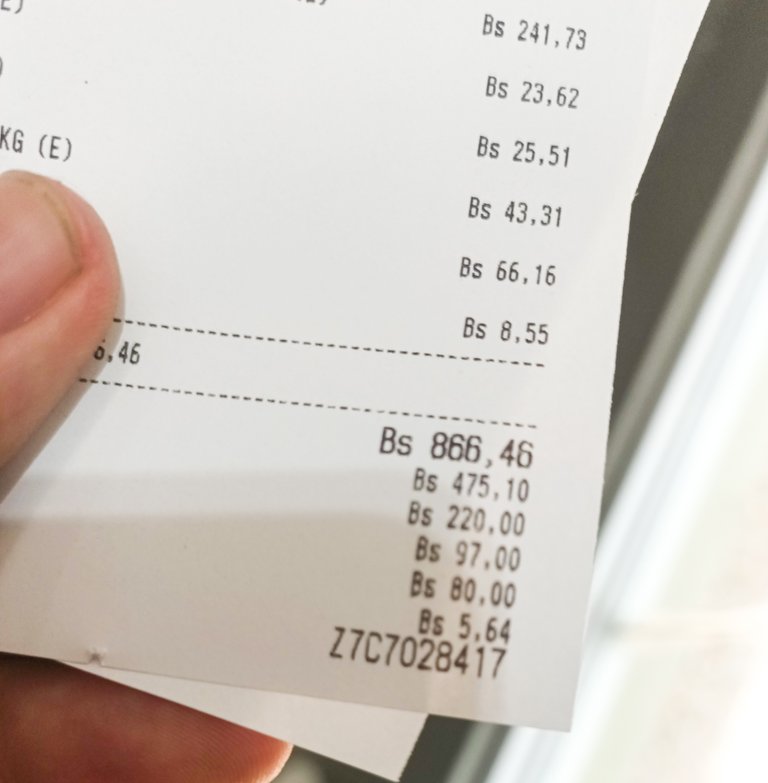 Bs 241,73
Bs 23,62
KG (E) Bs 25,51
Bs 43,31
Bs 66,16
Bs 8,55
6,46
Bs 866,46
Bs 475,10
Bs 220,00
Bs 97,00
Bs 80,00
Bs 5,64
Z7C7028417